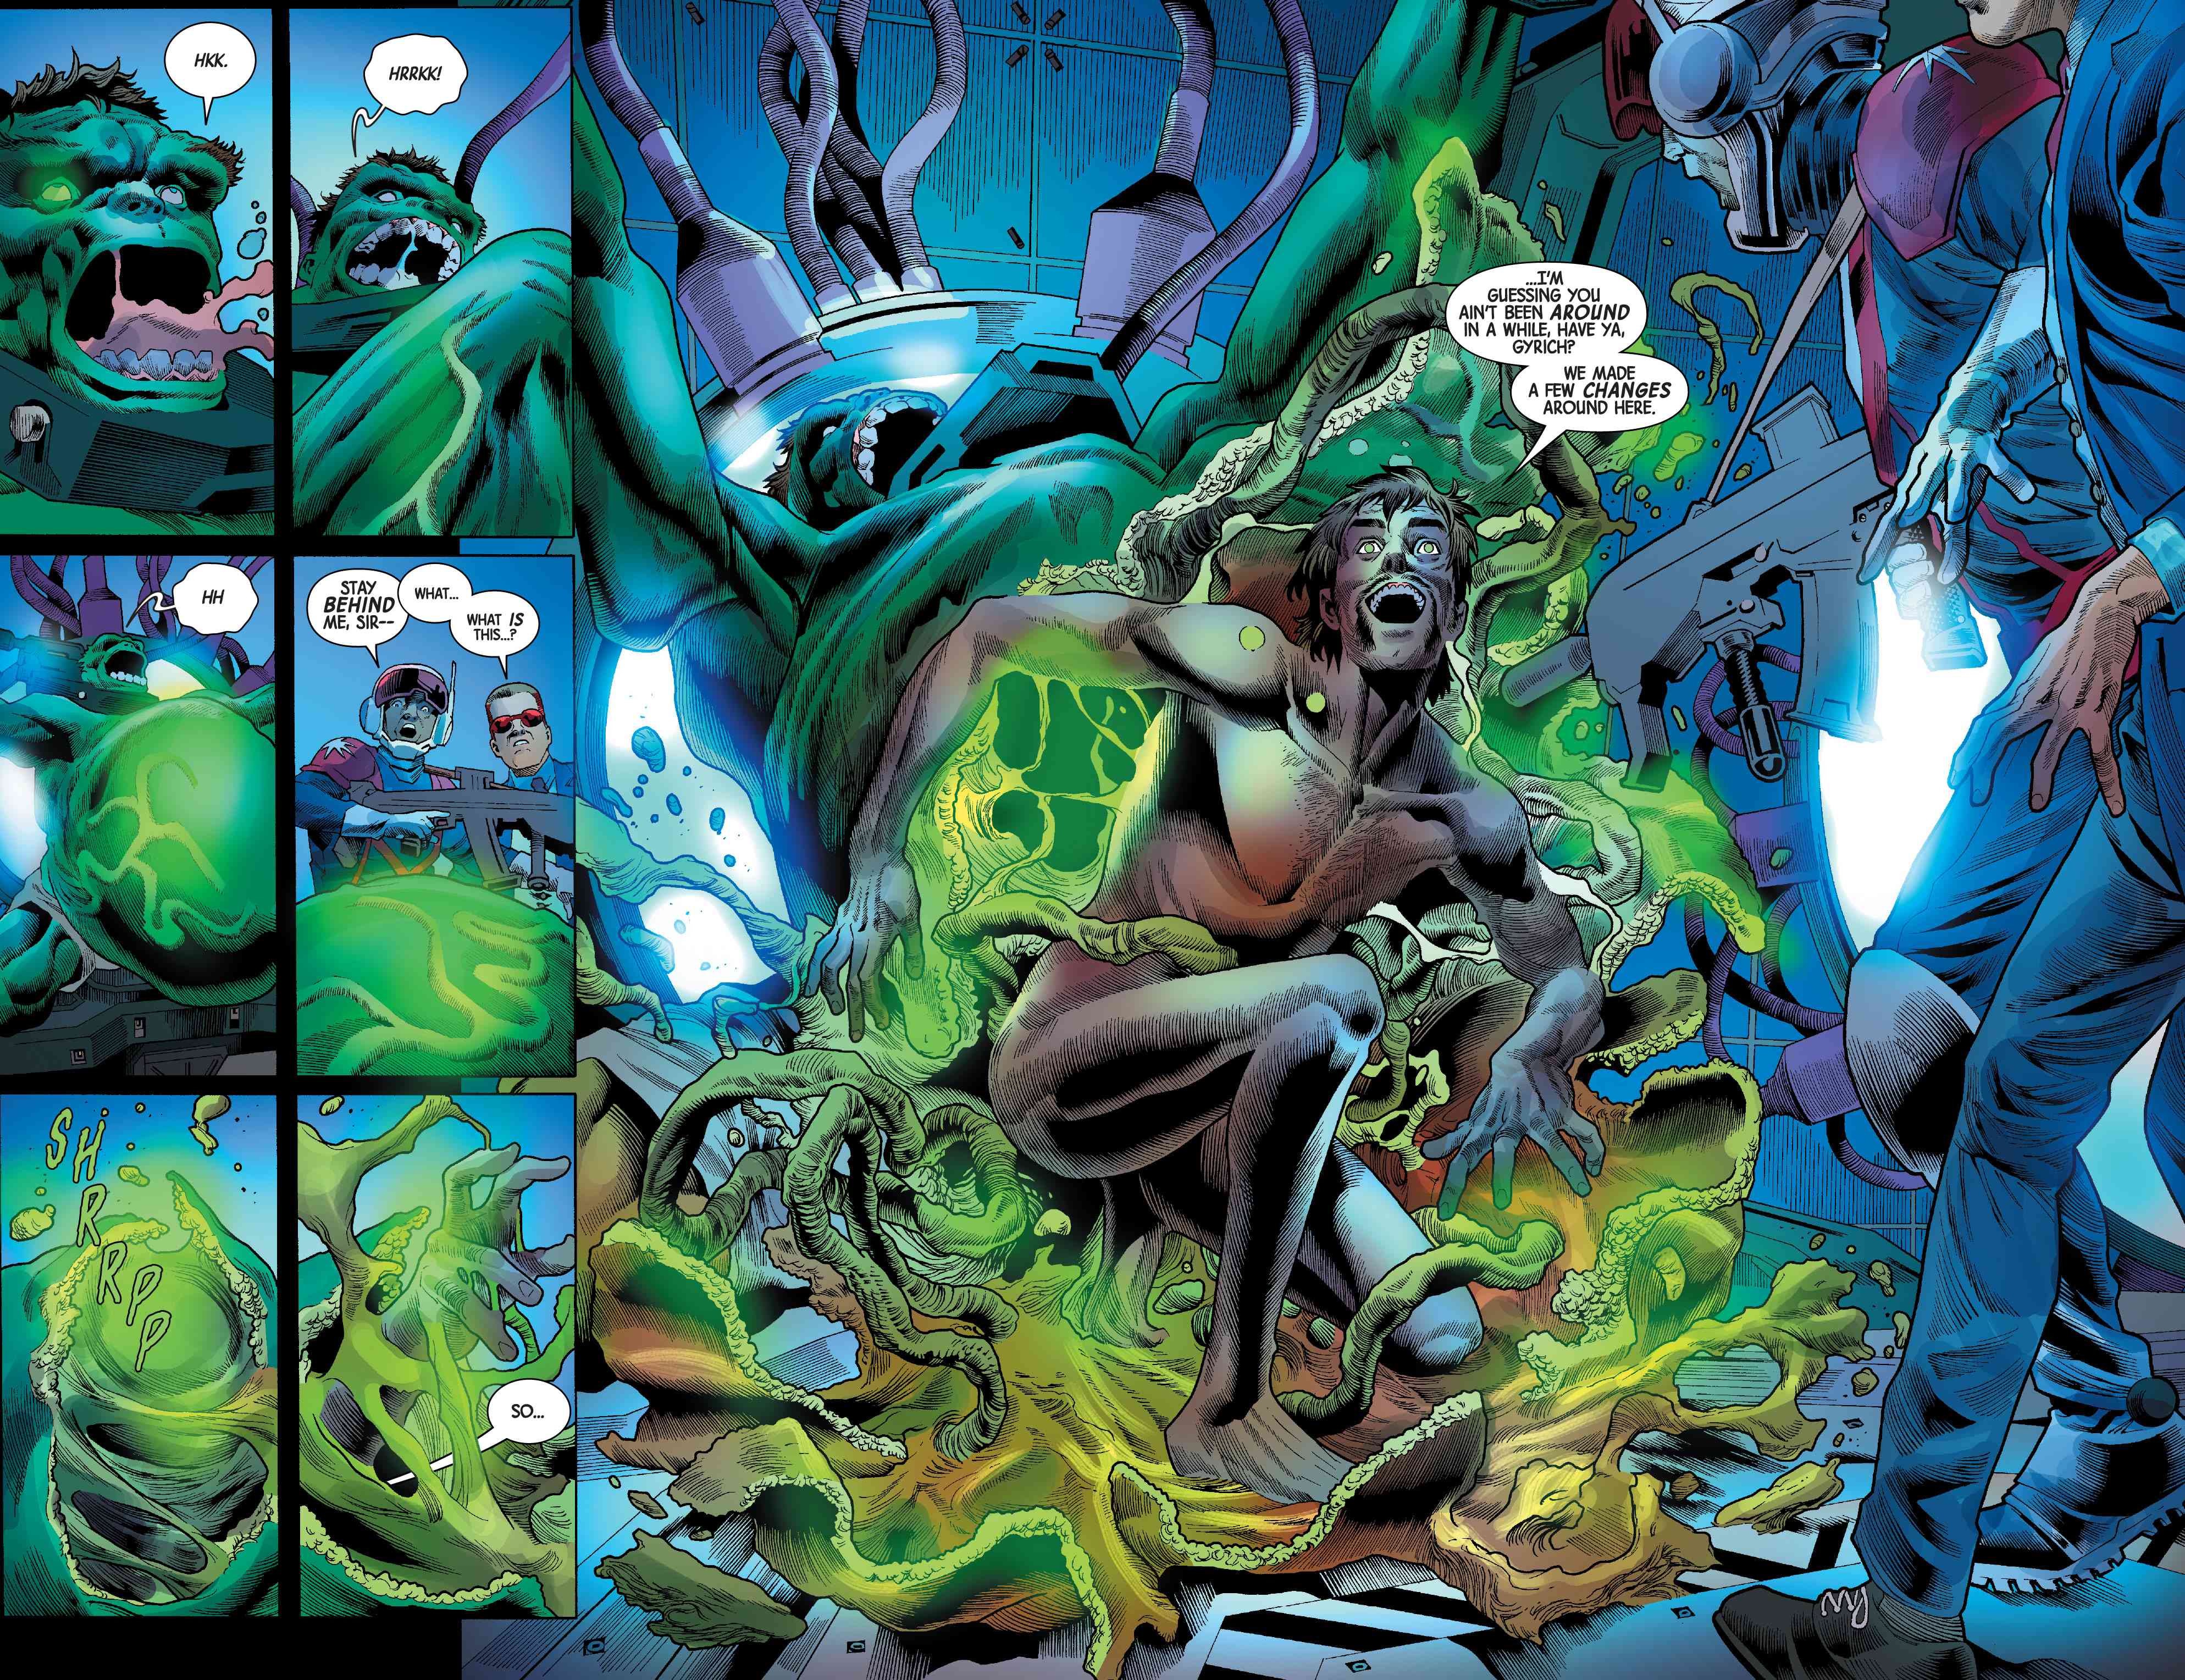 HKK.
HRRKK!
HH
STAY
BEHIND
ME, SIR--
WHAT...
WHAT IS
THIS...?
SHRRPPP
SO...
...I'M
GUESSING YOU
AIN'T BEEN AROUND
IN A WHILE, HAVE YA,
GYRICH?
WE MADE
A FEW CHANGES
AROUND HERE.